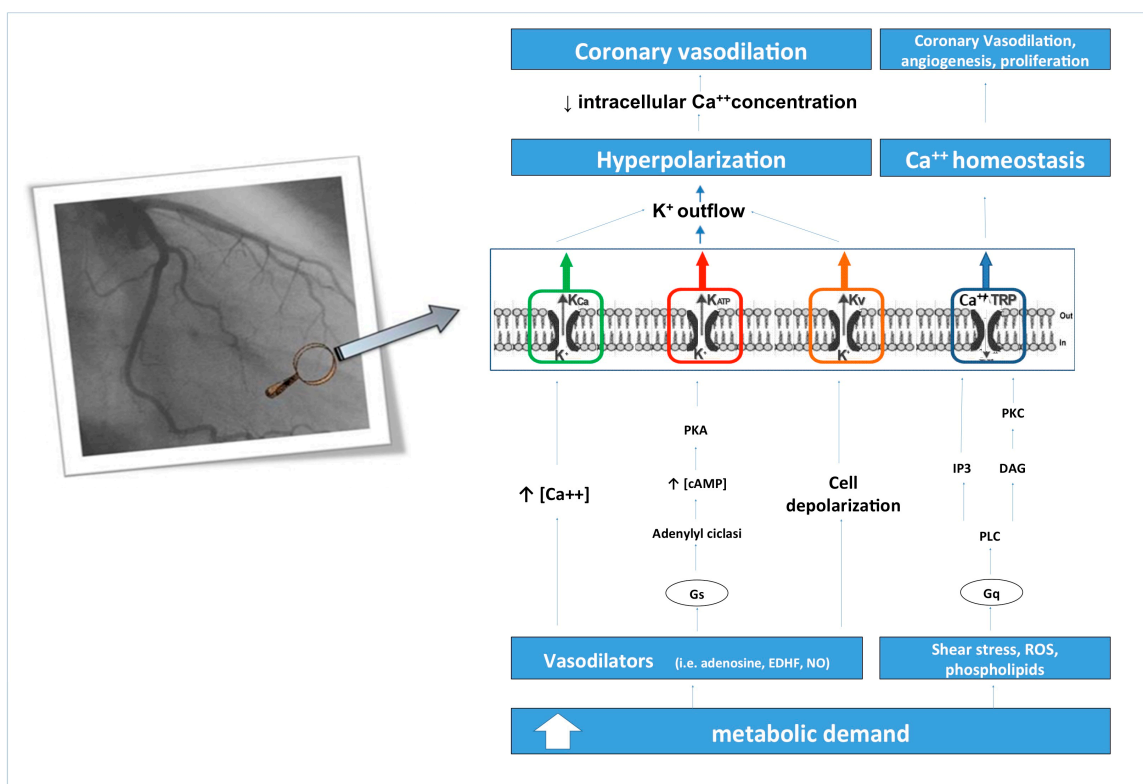 Coronary vasodilation
Coronary Vasodilation,
angiogenesis, proliferation
↓ intracellular Ca++concentration
Hyperpolarization
Ca++ homeostasis
K+ outflow
KCa
KATP
Kv
Ca++ TRP
Out
In
K+
K+
K+
PKA
PKC
IP3
DAG
↑ [Ca++]
↑ [cAMP]
Cell
depolarization
Adenylyl ciclasi
PLC
Gs
Gq
Vasodilators (i.e. adenosine, EDHF, NO)
Shear stress, ROS,
phospholipids
metabolic demand